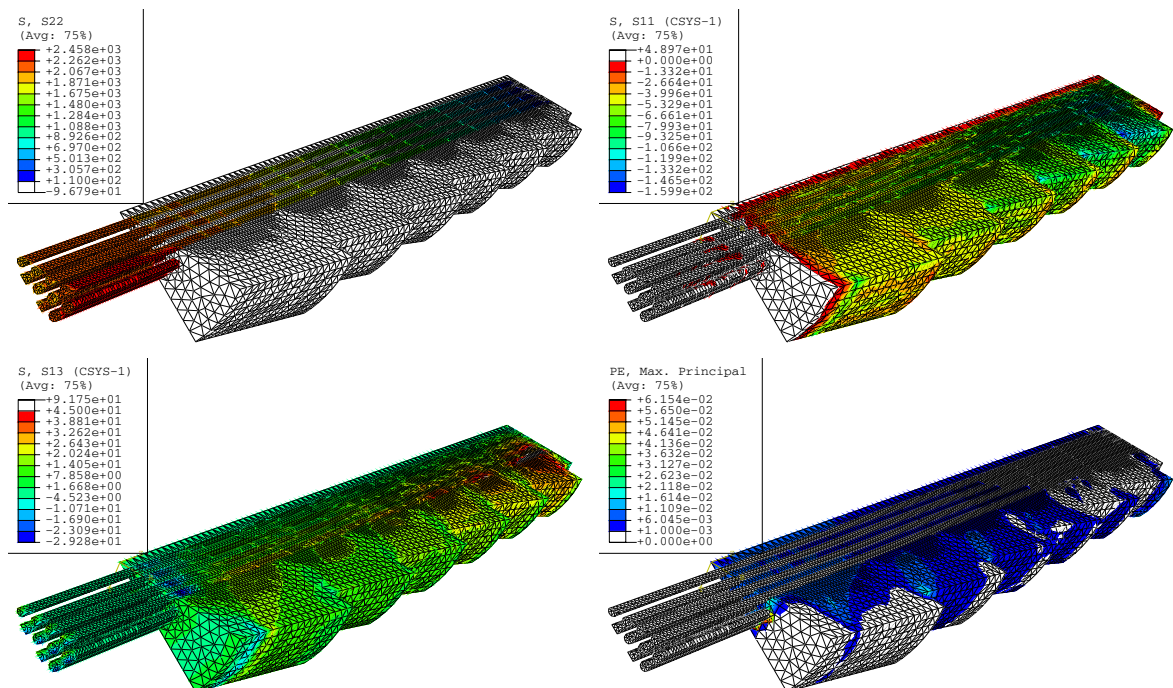 S, S22
(Avg: 75%)
+2.458e+03
+2.262e+03
+2.067e+03
+1.871e+03
+1.675e+03
+1.480e+03
+1.284e+03
+1.088e+03
+8.926e+02
+6.970e+02
+5.013e+02
+3.057e+02
+1.100e+02
-9.679e+01
S, S11 (CSYS-1)
(Avg: 75%)
+4.897e+01
+0.000e+00
-1.332e+01
-2.664e+01
-3.996e+01
-5.329e+01
-6.661e+01
-7.993e+01
-9.325e+01
-1.066e+02
-1.199e+02
-1.332e+02
-1.465e+02
-1.599e+02
S, S13 (CSYS-1)
(Avg: 75%)
+9.175e+01
+4.500e+01
+3.881e+01
+3.262e+01
+2.643e+01
+2.024e+01
+1.405e+01
+7.858e+00
+1.668e+00
-4.523e+00
-1.071e+01
-1.690e+01
-2.309e+01
-2.928e+01
PE, Max. Principal
(Avg: 75%)
+6.154e-02
+5.650e-02
+5.145e-02
+4.641e-02
+4.136e-02
+3.632e-02
+3.127e-02
+2.623e-02
+2.118e-02
+1.614e-02
+1.109e-02
+6.045e-03
+1.000e-03
+0.000e+00